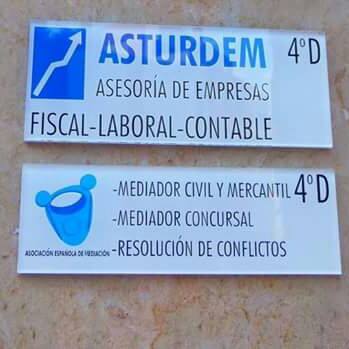 ASTURDEM 4ºD
ASESORÍA DE EMPRESAS
FISCAL-LABORAL-CONTABLE
-MEDIADOR CIVIL Y MERCANTIL 4ºD
-MEDIADOR CONCURSAL
ASOCIACIÓN ESPAÑOLA DE MEDIACIÓN -RESOLUCIÓN DE CONFLICTOS